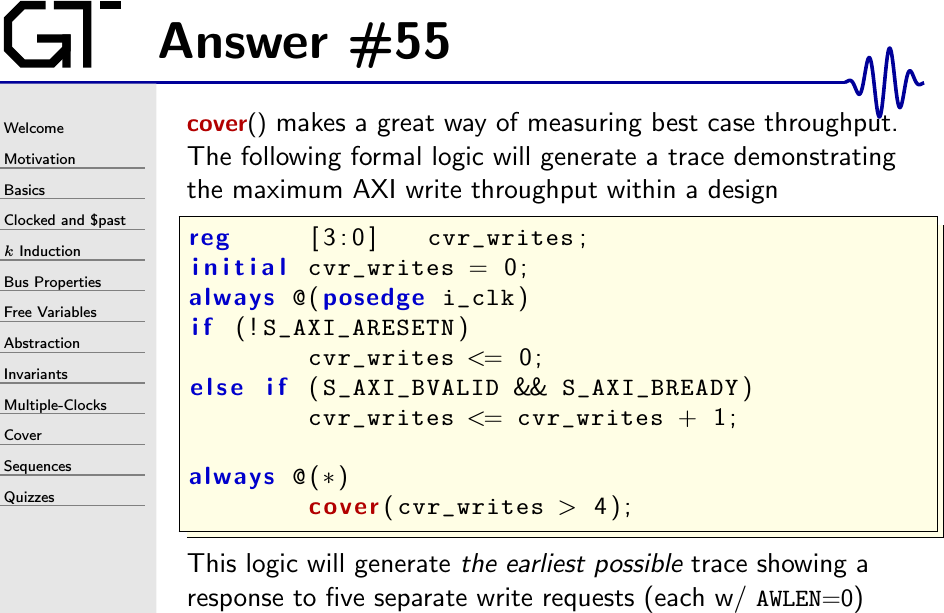 GT
Answer #55
Welcome
Motivation
Basics
Clocked and $past
k Induction
Bus Properties
Free Variables
Abstraction
Invariants
Multiple-Clocks
Cover
Sequences
Quizzes
cover() makes a great way of measuring best case throughput.
The following formal logic will generate a trace demonstrating
the maximum AXI write throughput within a design
reg [3:0] cvr_writes;
initial cvr_writes = 0;
always @(posedge i_clk)
if (!S_AXI_ARESETN)
cvr_writes <= 0;
else if (S_AXI_BVALID && S_AXI_BREADY)
cvr_writes <= cvr_writes + 1;
always @(*)
cover(cvr_writes > 4);
This logic will generate the earliest possible trace showing a
response to five separate write requests (each w/ AWLEN=0)